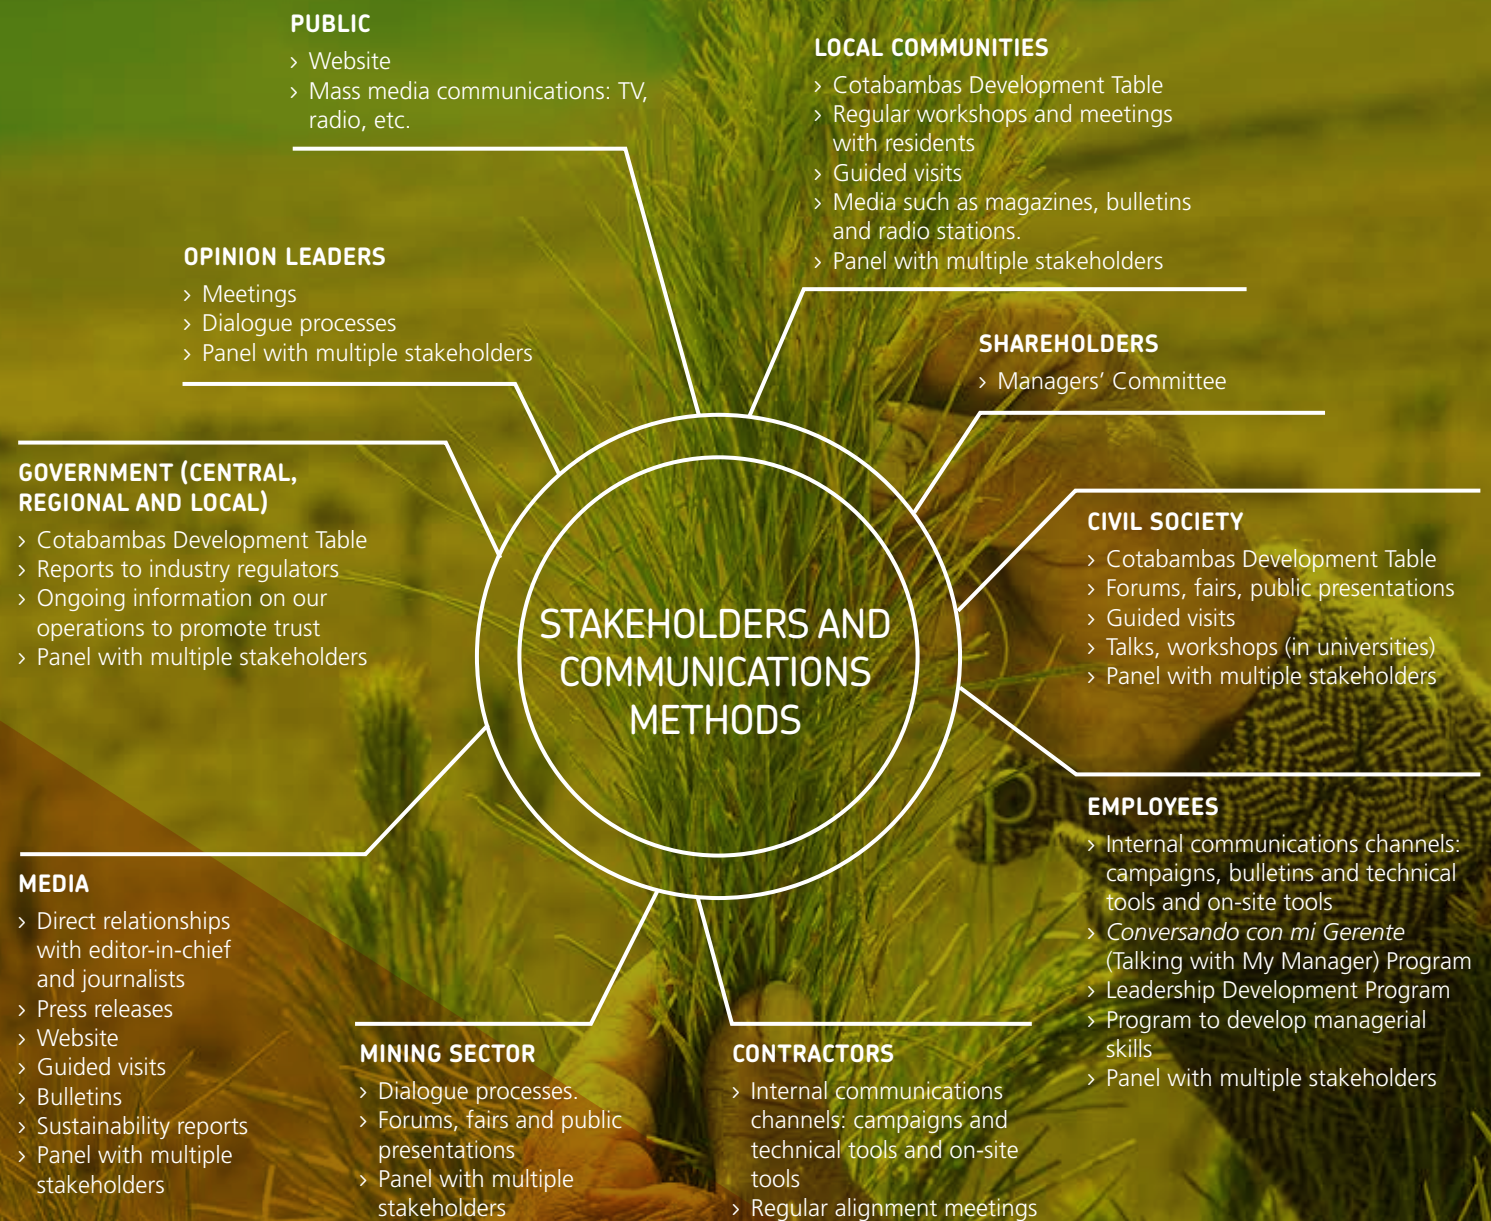 PUBLIC
› Website
› Mass media communications: TV,
radio, etc.
LOCAL COMMUNITIES
› Cotabambas Development Table
› Regular workshops and meetings
with residents
› Guided visits
› Media such as magazines, bulletins
and radio stations.
› Panel with multiple stakeholders
OPINION LEADERS
› Meetings
› Dialogue processes
› Panel with multiple stakeholders
SHAREHOLDERS
› Managers’ Committee
GOVERNMENT (CENTRAL,
REGIONAL AND LOCAL)
› Cotabambas Development Table
› Reports to industry regulators
› Ongoing information on our
operations to promote trust
› Panel with multiple stakeholders
STAKEHOLDERS AND
COMMUNICATIONS
METHODS
CIVIL SOCIETY
› Cotabambas Development Table
› Forums, fairs, public presentations
› Guided visits
› Talks, workshops (in universities)
› Panel with multiple stakeholders
EMPLOYEES
› Internal communications channels:
campaigns, bulletins and technical
tools and on-site tools
› Conversando con mi Gerente
(Talking with My Manager) Program
› Leadership Development Program
› Program to develop managerial
skills
› Panel with multiple stakeholders
MEDIA
› Direct relationships
with editor-in-chief
and journalists
› Press releases
› Website
› Guided visits
› Bulletins
› Sustainability reports
› Panel with multiple
stakeholders
MINING SECTOR
› Dialogue processes.
› Forums, fairs and public
presentations
› Panel with multiple
stakeholders
CONTRACTORS
› Internal communications
channels: campaigns and
technical tools and on-site
tools
› Regular alignment meetings